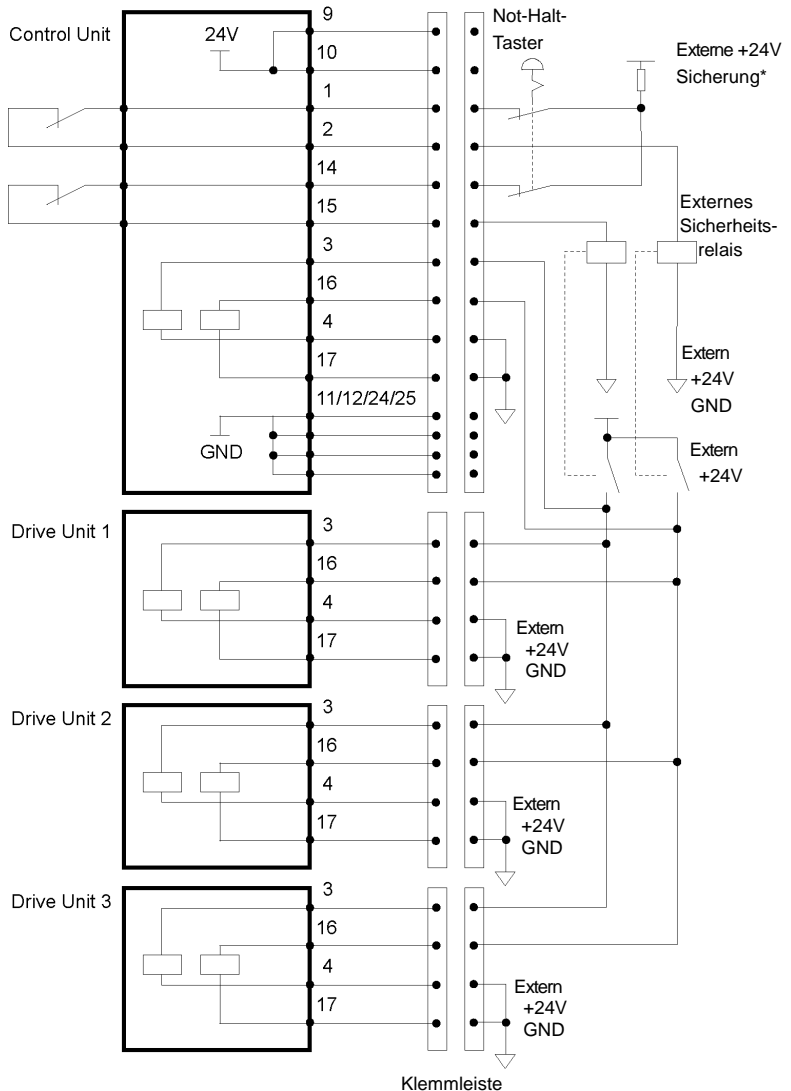 Control Unit
24V
9
10
1
2
14
15
3
16
4
17
11/12/24/25
GND
Not-Halt-
Taster
Externe +24V
Sicherung*
Externes
Sicherheits-
relais
Extern
+24V
GND
Extern
+24V
Drive Unit 1
3
16
4
17
Extern
+24V
GND
Drive Unit 2
3
16
4
17
Extern
+24V
GND
Drive Unit 3
3
16
4
17
Extern
+24V
GND
Klemmleiste